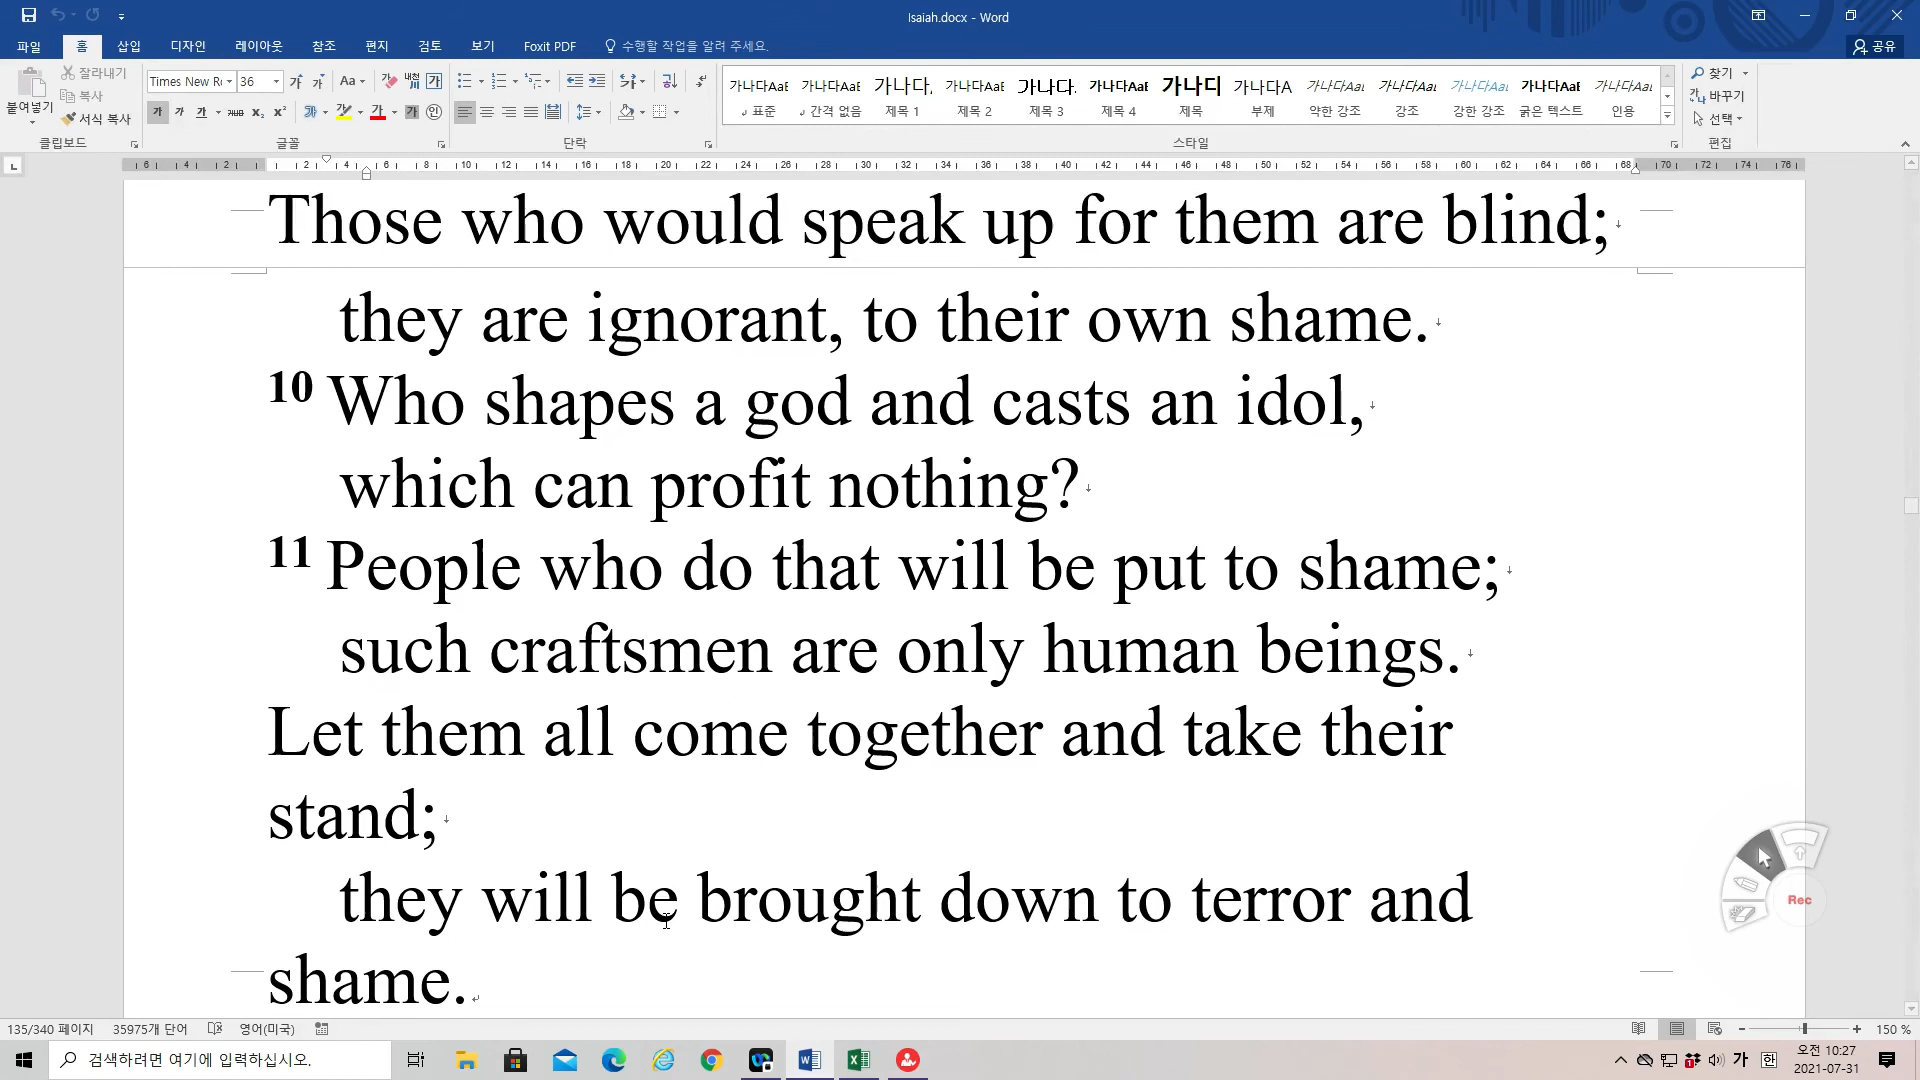 Isaiah.docx - Word
파일 홈 삽입 디자인 레이아웃 참조 편지 검토 보기 Foxit PDF 수행할 작업을 알려 주세요. 공유
붙여넣기 잘라내기 복사 서식 복사 클립보드
Times New R 36 글꼴
단락
표준 간격 없음 제목 1 제목 2 제목 3 제목 4 제목 부제 약한 강조 강조 강한 강조 굵은 텍스트 인용 스타일
찾기 바꾸기 선택 편집
Those who would speak up for them are blind;
they are ignorant, to their own shame.
10 Who shapes a god and casts an idol,
which can profit nothing?
11 People who do that will be put to shame;
such craftsmen are only human beings.
Let them all come together and take their
stand;
they will be brought down to terror and
shame.
Rec
135/340 페이지 35975개 단어 영어(미국) 150 %
검색하려면 여기에 입력하십시오.
가 한 오전 10:27
2021-07-31